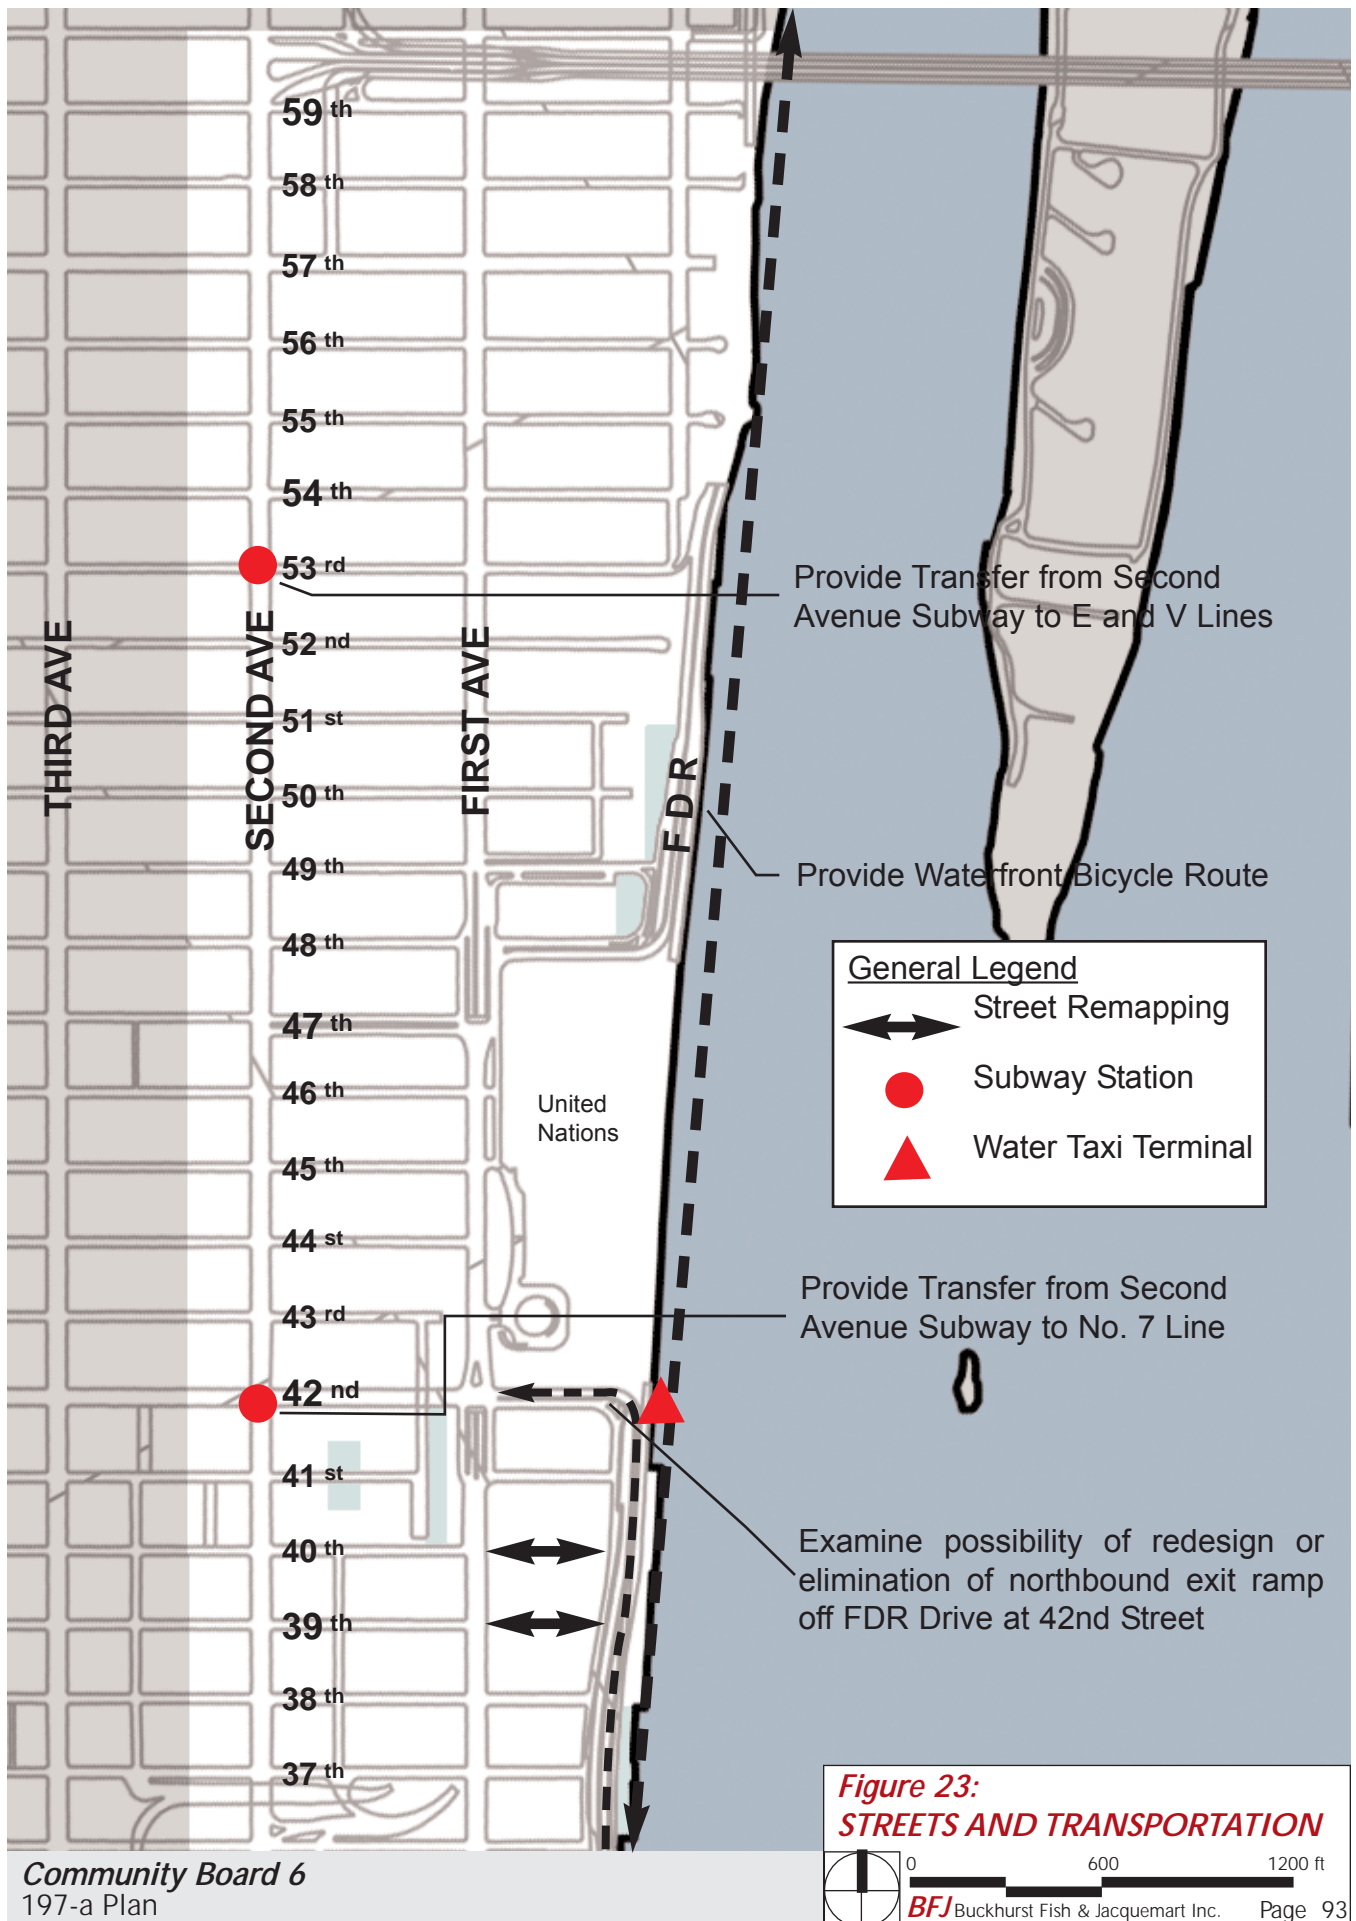 59 th
58 th
57 th
56 th
55 th
54 th
53 rd
Provide Transfer from Second
Avenue Subway to E and V Lines
THIRD AVE
SECOND AVE
FIRST AVE
52 nd
51 st
50 th
FDR
49 th
Provide Waterfront Bicycle Route
48 th
General Legend
Street Remapping
Subway Station
Water Taxi Terminal
47 th
46 th
United
Nations
45 th
44 st
43 rd
Provide Transfer from Second
Avenue Subway to No. 7 Line
42 nd
41 st
40 th
Examine possibility of redesign or
elimination of northbound exit ramp
off FDR Drive at 42nd Street
39 th
38 th
37 th
Figure 23:
STREETS AND TRANSPORTATION
0 600 1200 ft
BFJ Buckhurst Fish & Jacquemart Inc. Page 93
Community Board 6
197-a Plan